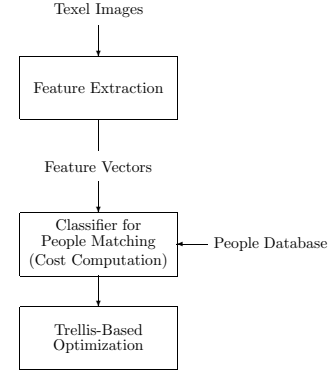 Texel Images
Feature Extraction
Feature Vectors
Classifier for
People Matching
(Cost Computation)
People Database
Trellis-Based
Optimization